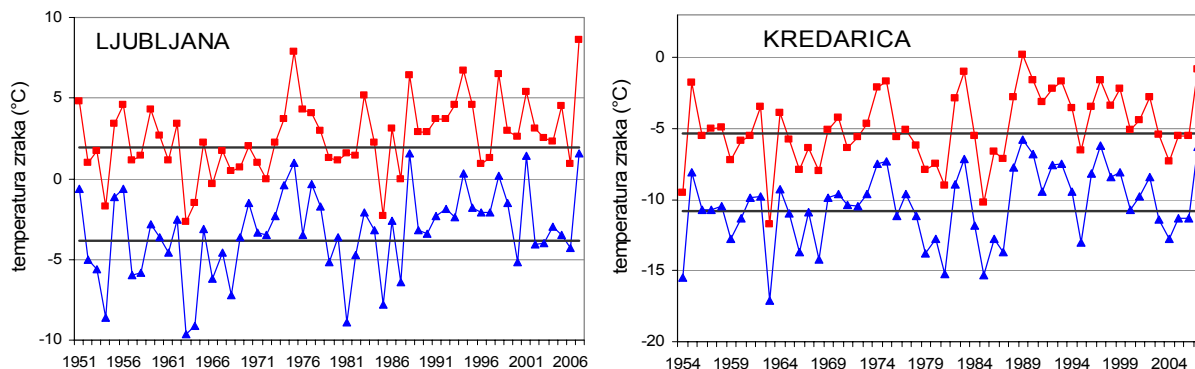 LJUBLJANA
temperatura zraka (°C)
10
5
0
-5
-10
1951 1956 1961 1966 1971 1976 1981 1986 1991 1996 2001 2006
KREDARICA
temperatura zraka (°C)
0
-5
-10
-15
-20
1954 1959 1964 1969 1974 1979 1984 1989 1994 1999 2004